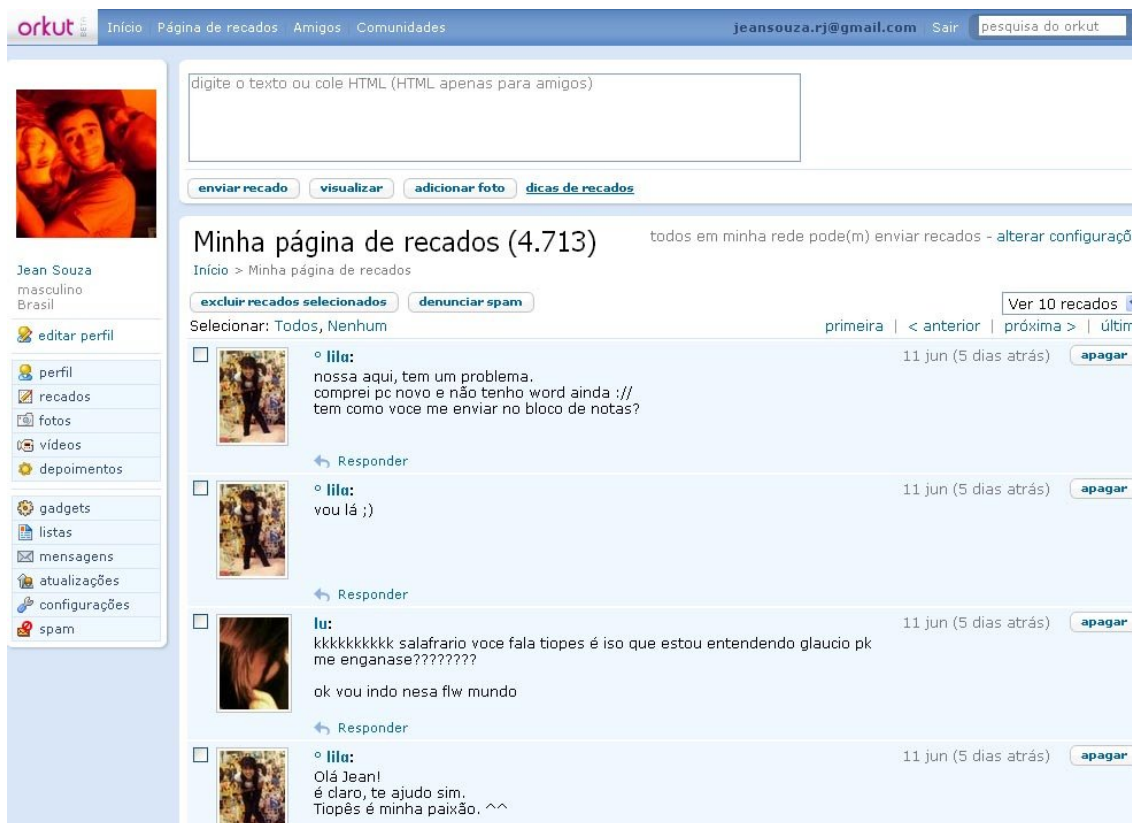 orkut BETA
Início Página de recados Amigos Comunidades
jeansouza.rj@gmail.com Sair pesquisa do orkut
digite o texto ou cole HTML (HTML apenas para amigos)
enviar recado visualizar adicionar foto dicas de recados
Jean Souza
masculino
Brasil
editar perfil
perfil
recados
fotos
vídeos
depoimentos
gadgets
listas
mensagens
atualizações
configurações
spam
Minha página de recados (4.713)
todos em minha rede pode(m) enviar recados - alterar configuraçõ
Início > Minha página de recados
excluir recados selecionados denunciar spam
Ver 10 recados
Selecionar: Todos, Nenhum
primeira | < anterior | próxima > | últim
° lila:
11 jun (5 dias atrás) apagar
nossa aqui, tem um problema.
comprei pc novo e não tenho word ainda ://
tem como voce me enviar no bloco de notas?
Responder
° lila:
11 jun (5 dias atrás) apagar
vou lá ;)
Responder
lu:
11 jun (5 dias atrás) apagar
kkkkkkkkkk salafrario voce fala tiopes é iso que estou entendendo glaucio pk
me enganase????????
ok vou indo nesa flw mundo
Responder
° lila:
11 jun (5 dias atrás) apagar
Olá Jean!
é claro, te ajudo sim.
Tiopês é minha paixão. ^^